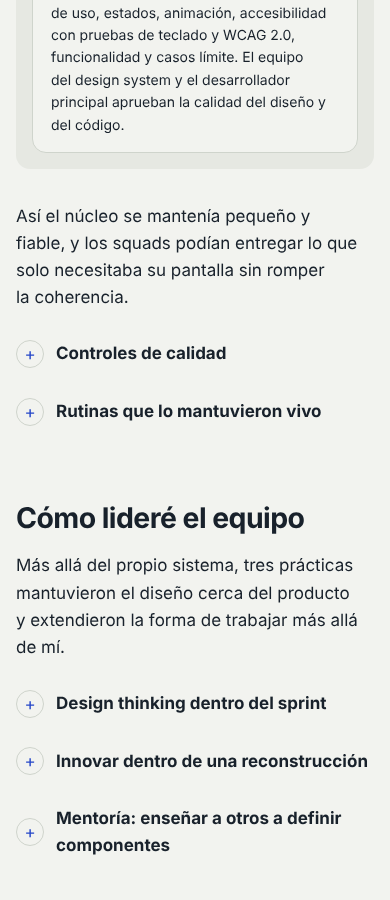 de uso, estados, animación, accesibilidad
con pruebas de teclado y WCAG 2.0,
funcionalidad y casos límite. El equipo
del design system y el desarrollador
principal aprueban la calidad del diseño y
del código.
Así el núcleo se mantenía pequeño y
fiable, y los squads podían entregar lo que
solo necesitaba su pantalla sin romper
la coherencia.
+ Controles de calidad
+ Rutinas que lo mantuvieron vivo
Cómo lideré el equipo
Más allá del propio sistema, tres prácticas
mantuvieron el diseño cerca del producto
y extendieron la forma de trabajar más allá
de mí.
+ Design thinking dentro del sprint
+ Innovar dentro de una reconstrucción
+ Mentoría: enseñar a otros a definir
componentes